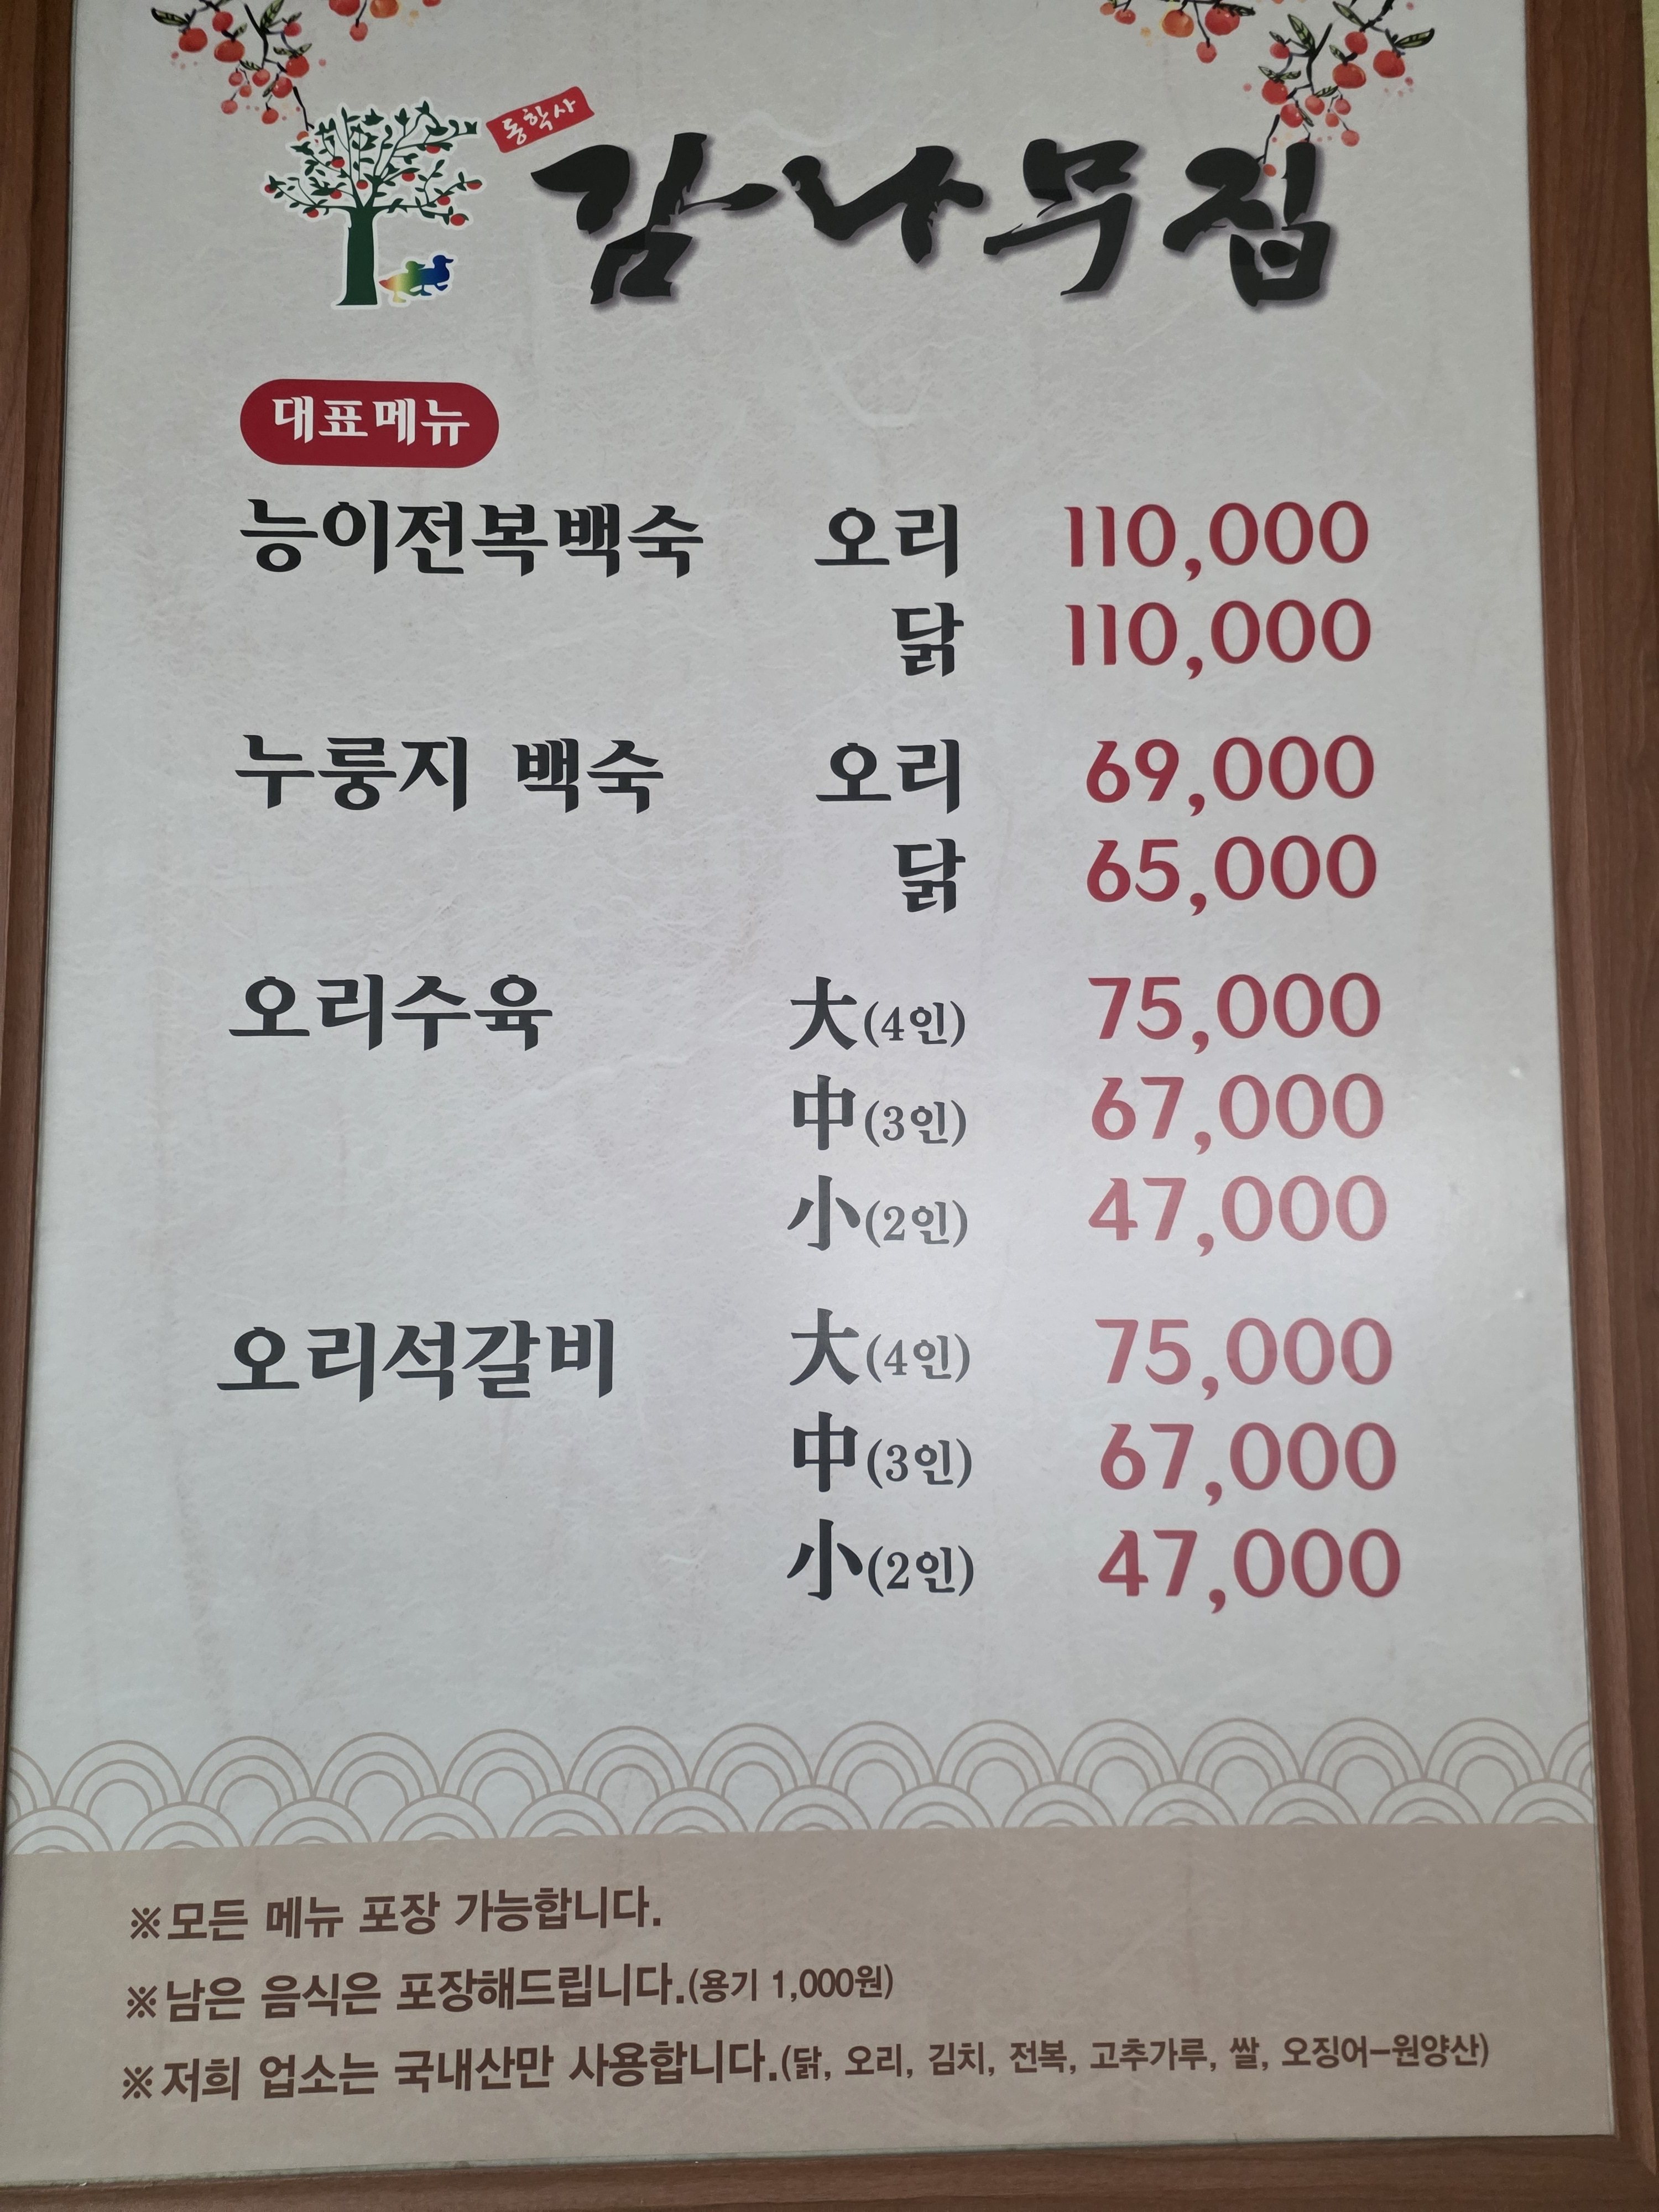 동학사
감나무집
대표메뉴
능이전복백숙 오리 110,000
닭 110,000
누룽지 백숙 오리 69,000
닭 65,000
오리수육 大(4인) 75,000
中(3인) 67,000
小(2인) 47,000
오리석갈비 大(4인) 75,000
中(3인) 67,000
小(2인) 47,000
※모든 메뉴 포장 가능합니다.
※남은 음식은 포장해드립니다.(용기 1,000원)
※저희 업소는 국내산만 사용합니다.(닭, 오리, 김치, 전복, 고추가루, 쌀, 오징어-원양산)